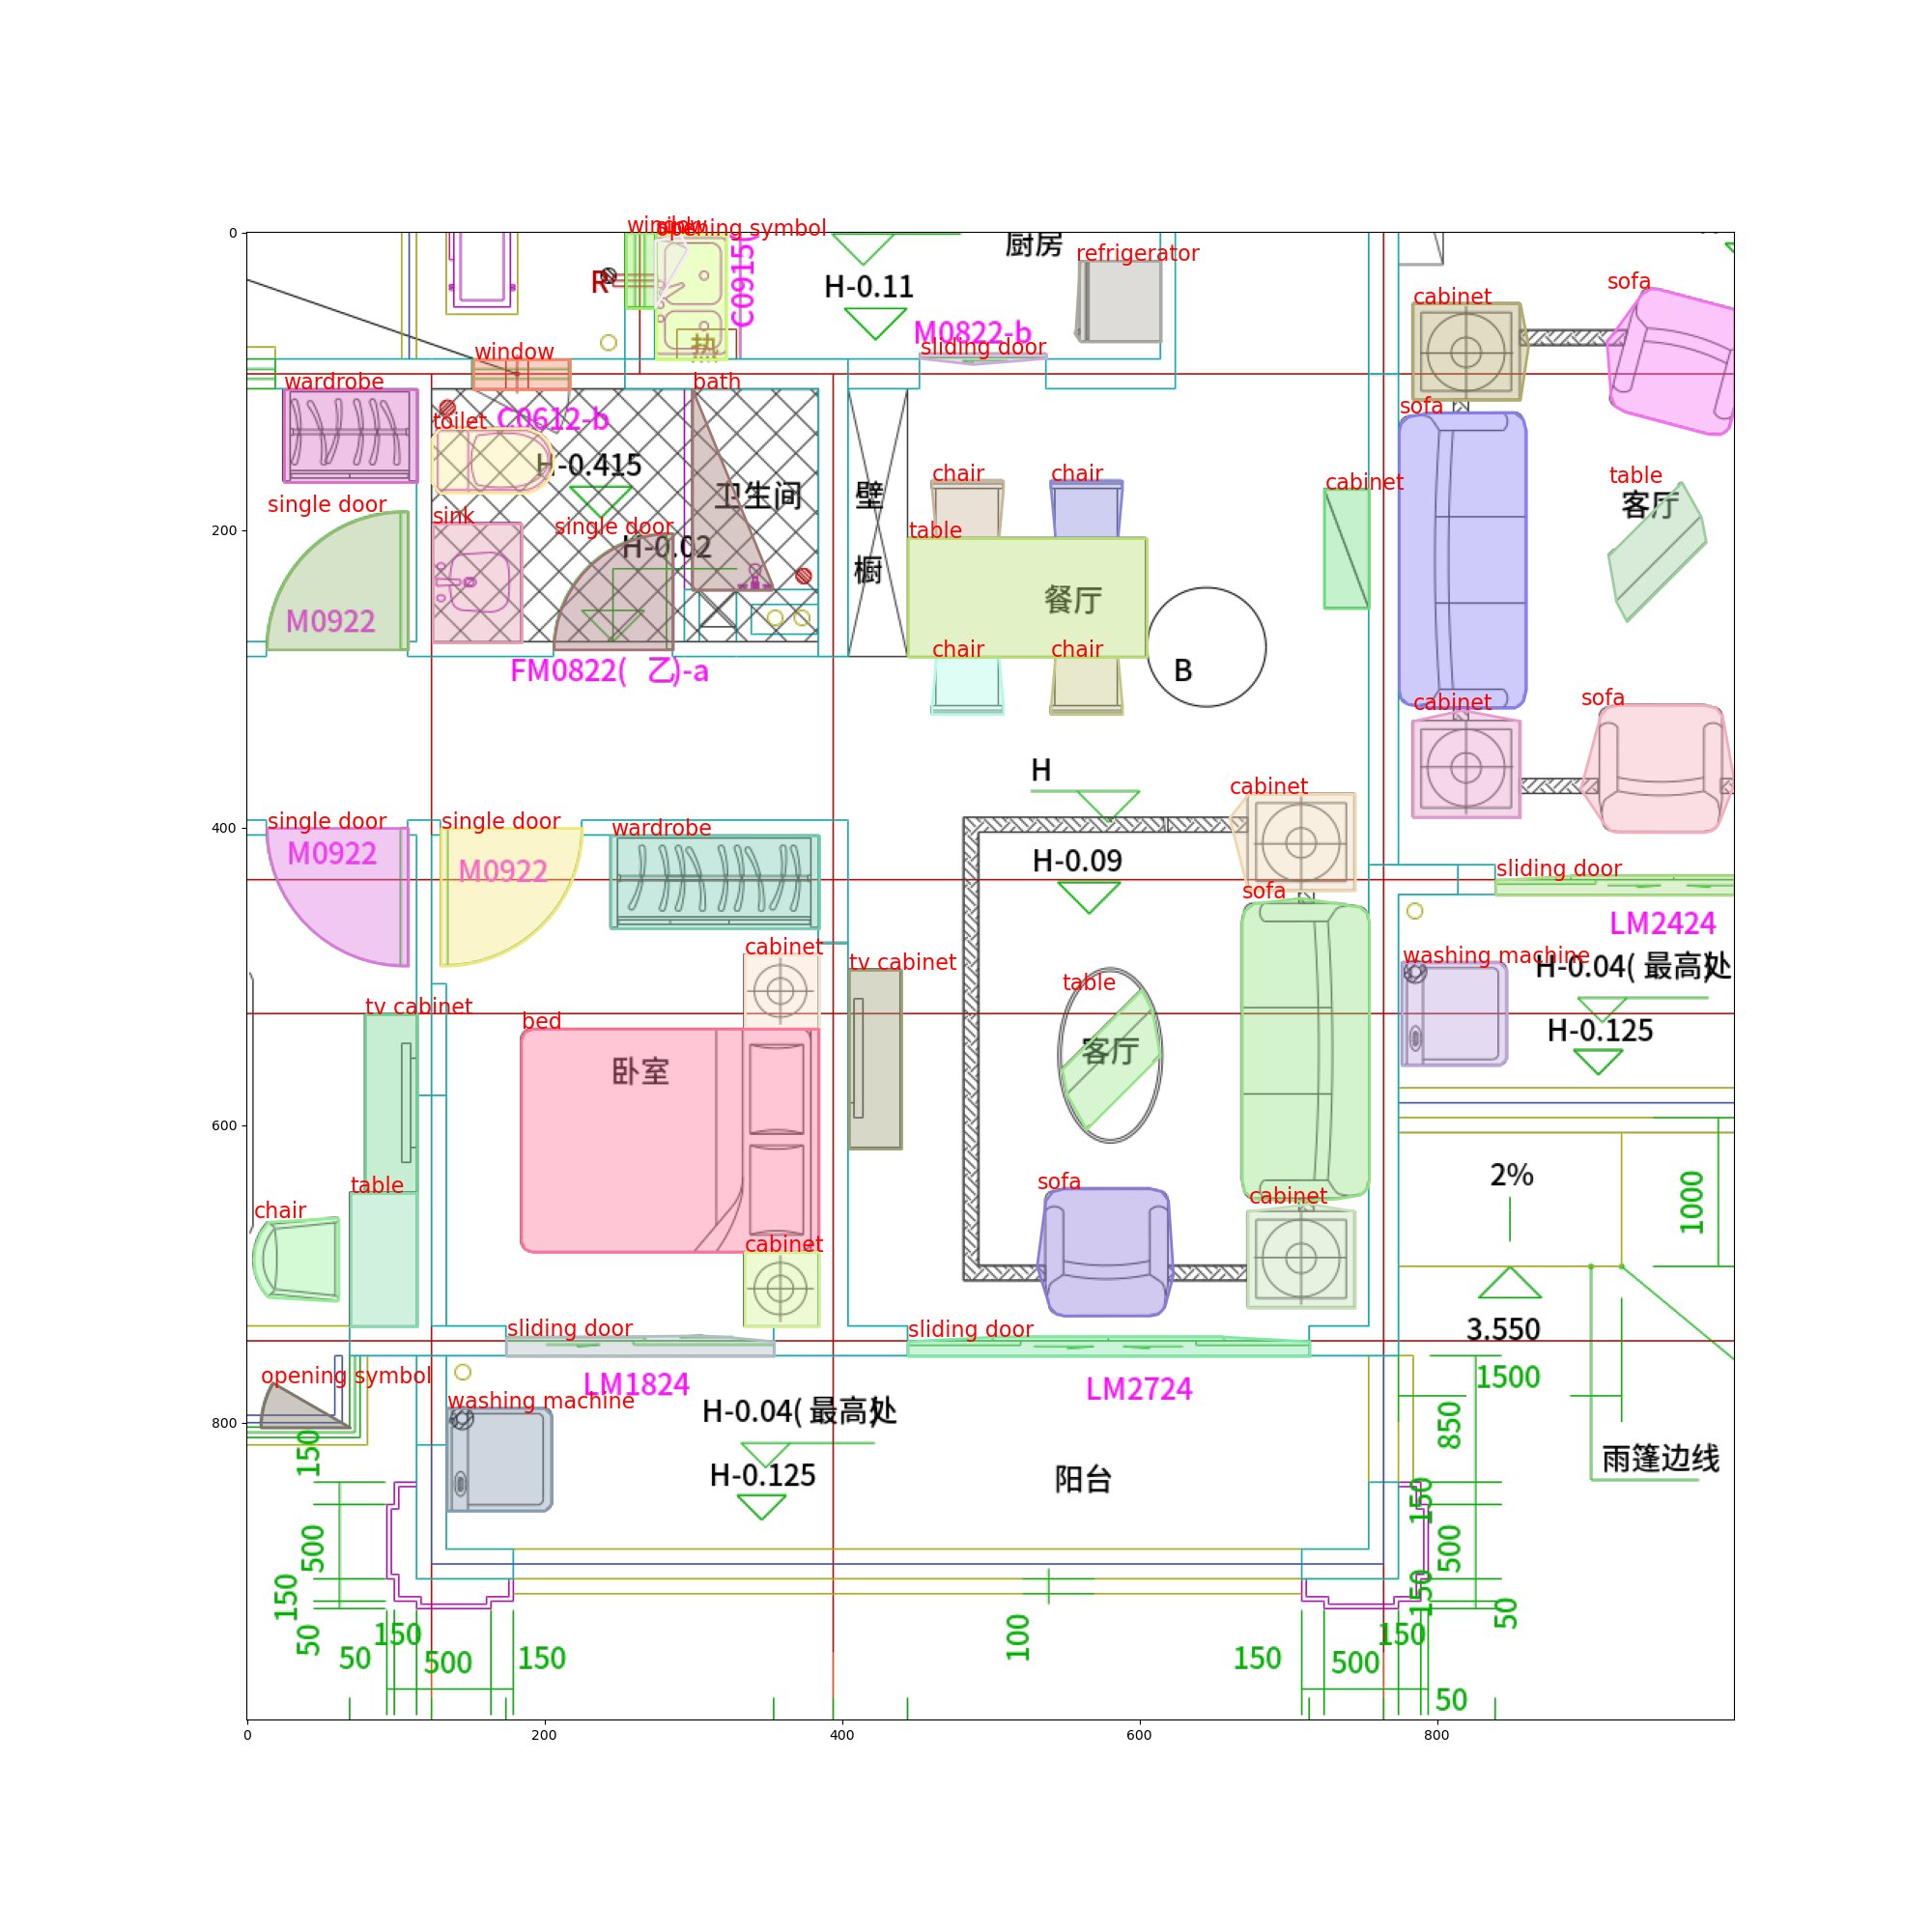 window
opening symbol
0
厨房
refrigerator
R
H-0.11
C0915(
sofa
cabinet
M0822-b
sliding door
热
window
wardrobe
bath
C0612-b
toilet
sofa
H-0.415
卫生间
壁
chair
chair
cabinet
table
客厅
single door
sink
single door
200
H-0.02
table
橱
餐厅
M0922
FM0822( 乙)-a
chair
chair
B
cabinet
sofa
H
cabinet
400
single door
single door
wardrobe
M0922
M0922
H-0.09
sofa
sliding door
LM2424
cabinet
tv cabinet
washing machine
H-0.04( 最高处
table
tv cabinet
bed
H-0.125
客厅
卧室
600
2%
1000
table
sofa
cabinet
chair
cabinet
sliding door
sliding door
3.550
opening symbol
LM1824
LM2724
1500
washing machine
H-0.04( 最高处
800
150
850
H-0.125
阳台
雨篷边线
150
500
500
150
150
50
50
150
500
150
100
150
500
150
50
50
0
200
400
600
800